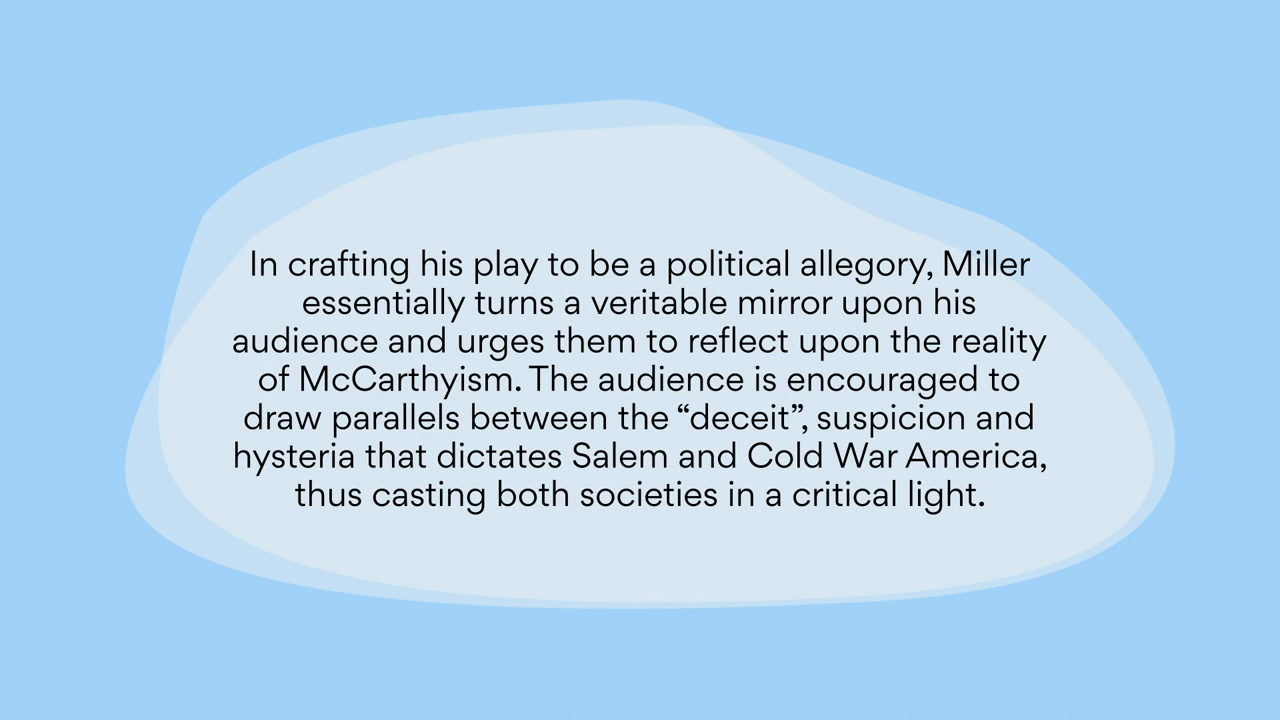 In crafting his play to be a political allegory, Miller
essentially turns a veritable mirror upon his
audience and urges them to reflect upon the reality
of McCarthyism. The audience is encouraged to
draw parallels between the “deceit”, suspicion and
hysteria that dictates Salem and Cold War America,
thus casting both societies in a critical light.